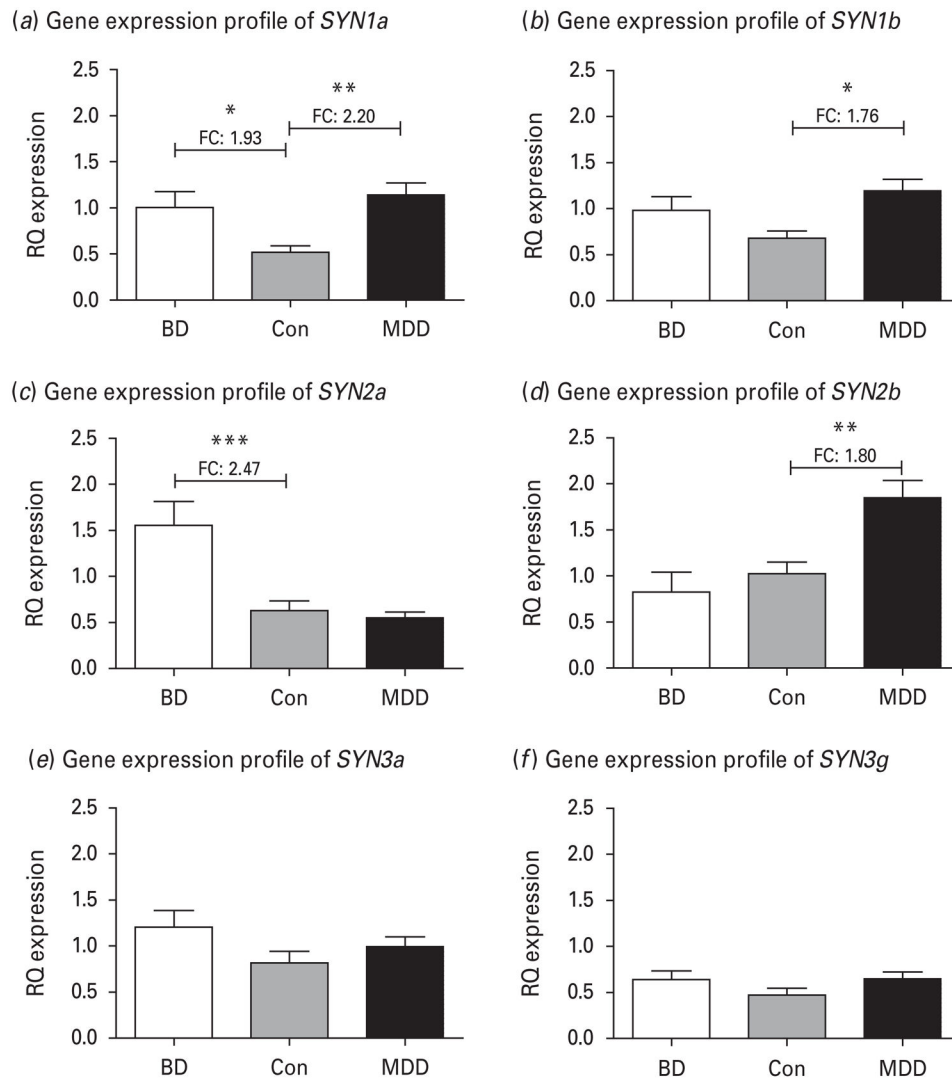 (a) Gene expression profile of SYN1a
2.5
2.0
1.5
1.0
0.5
0.0
RQ expression
*
FC: 1.93
**
FC: 2.20
BD Con MDD
(b) Gene expression profile of SYN1b
2.5
2.0
1.5
1.0
0.5
0.0
RQ expression
*
FC: 1.76
BD Con MDD
(c) Gene expression profile of SYN2a
2.5
2.0
1.5
1.0
0.5
0.0
RQ expression
***
FC: 2.47
BD Con MDD
(d) Gene expression profile of SYN2b
2.5
2.0
1.5
1.0
0.5
0.0
RQ expression
**
FC: 1.80
BD Con MDD
(e) Gene expression profile of SYN3a
2.5
2.0
1.5
1.0
0.5
0.0
RQ expression
BD Con MDD
(f) Gene expression profile of SYN3g
2.5
2.0
1.5
1.0
0.5
0.0
RQ expression
BD Con MDD